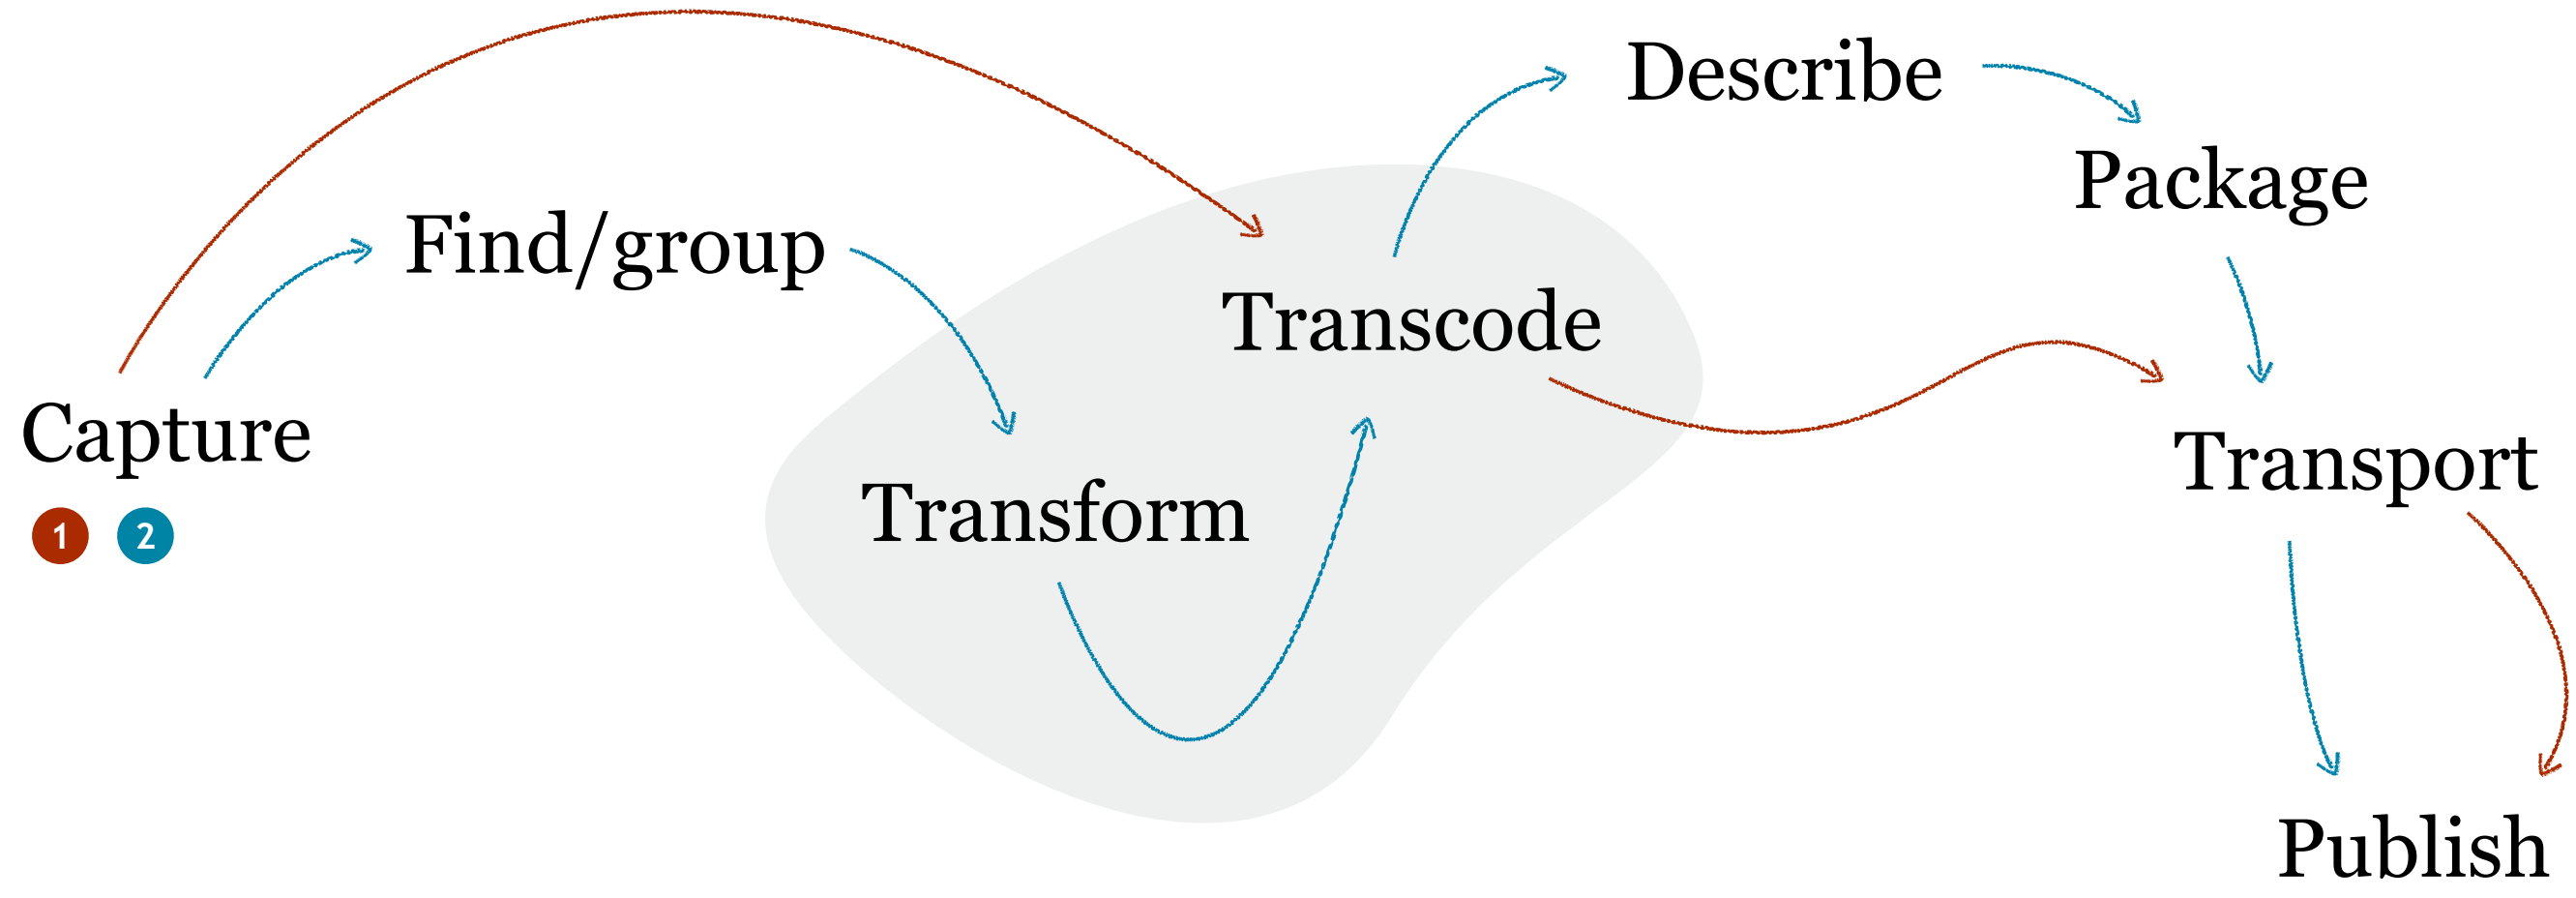 Capture
1
2
Find/group
Transform
Transcode
Describe
Package
Transport
Publish